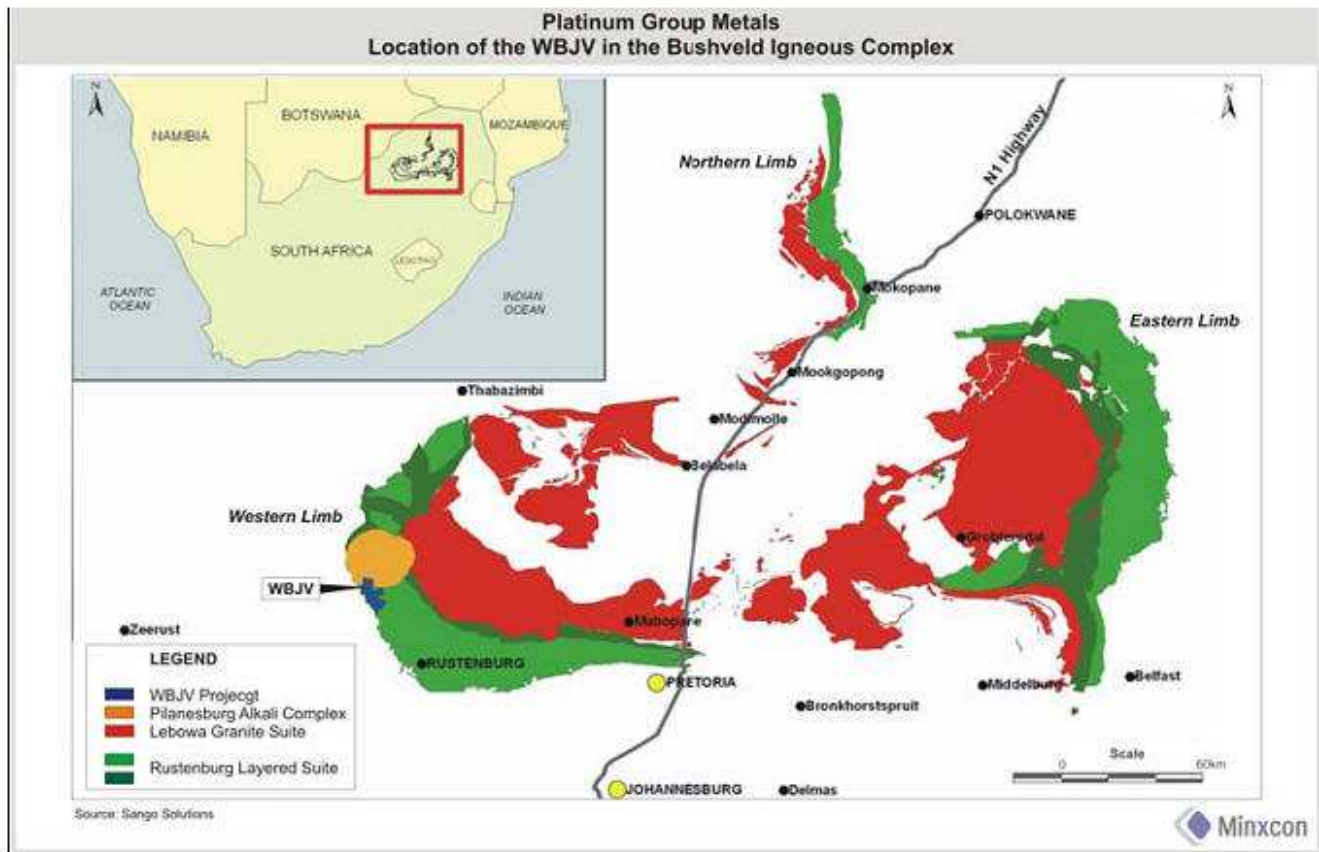 Platinum Group Metals
Location of the WBJV in the Bushveld Igneous Complex
N
NAMIBIA
BOTSWANA
MOZAMBIQUE
SOUTH AFRICA
LESOTHO
ATLANTIC
OCEAN
INDIAN
OCEAN
N
Northern Limb
N1 Highway
POLOKWANE
Mokopane
Eastern Limb
Mookgopong
Thabazimbi
Modimolle
Belabela
Western Limb
Groblersdal
WBJV
Zeerust
Mabopane
RUSTENBURG
PRETORIA
Middelburg
Belfast
Bronkhorstspruit
JOHANNESBURG
Delmas
LEGEND
WBJV Projecgt
Pilanesburg Alkali Complex
Lebowa Granite Suite
Rustenburg Layered Suite
Scale
0 60km
Source: Sango Solutions
Minxcon